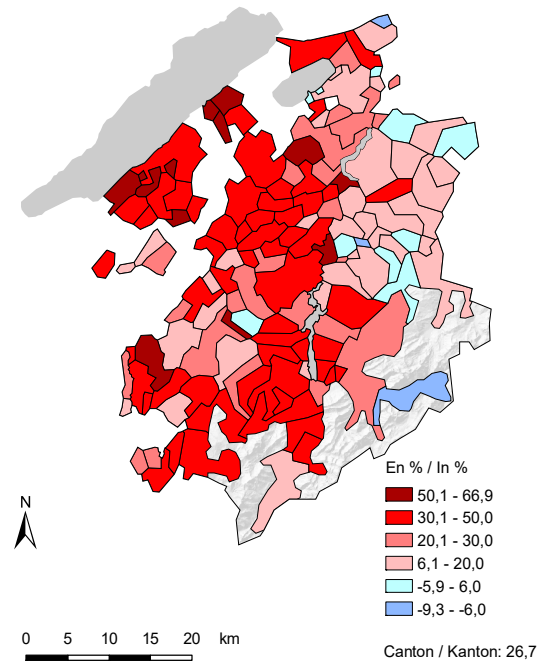 En % / In %
50,1 - 66,9
30,1 - 50,0
20,1 - 30,0
6,1 - 20,0
-5,9 - 6,0
-9,3 - -6,0
N
0 5 10 15 20 km
Canton / Kanton: 26,7